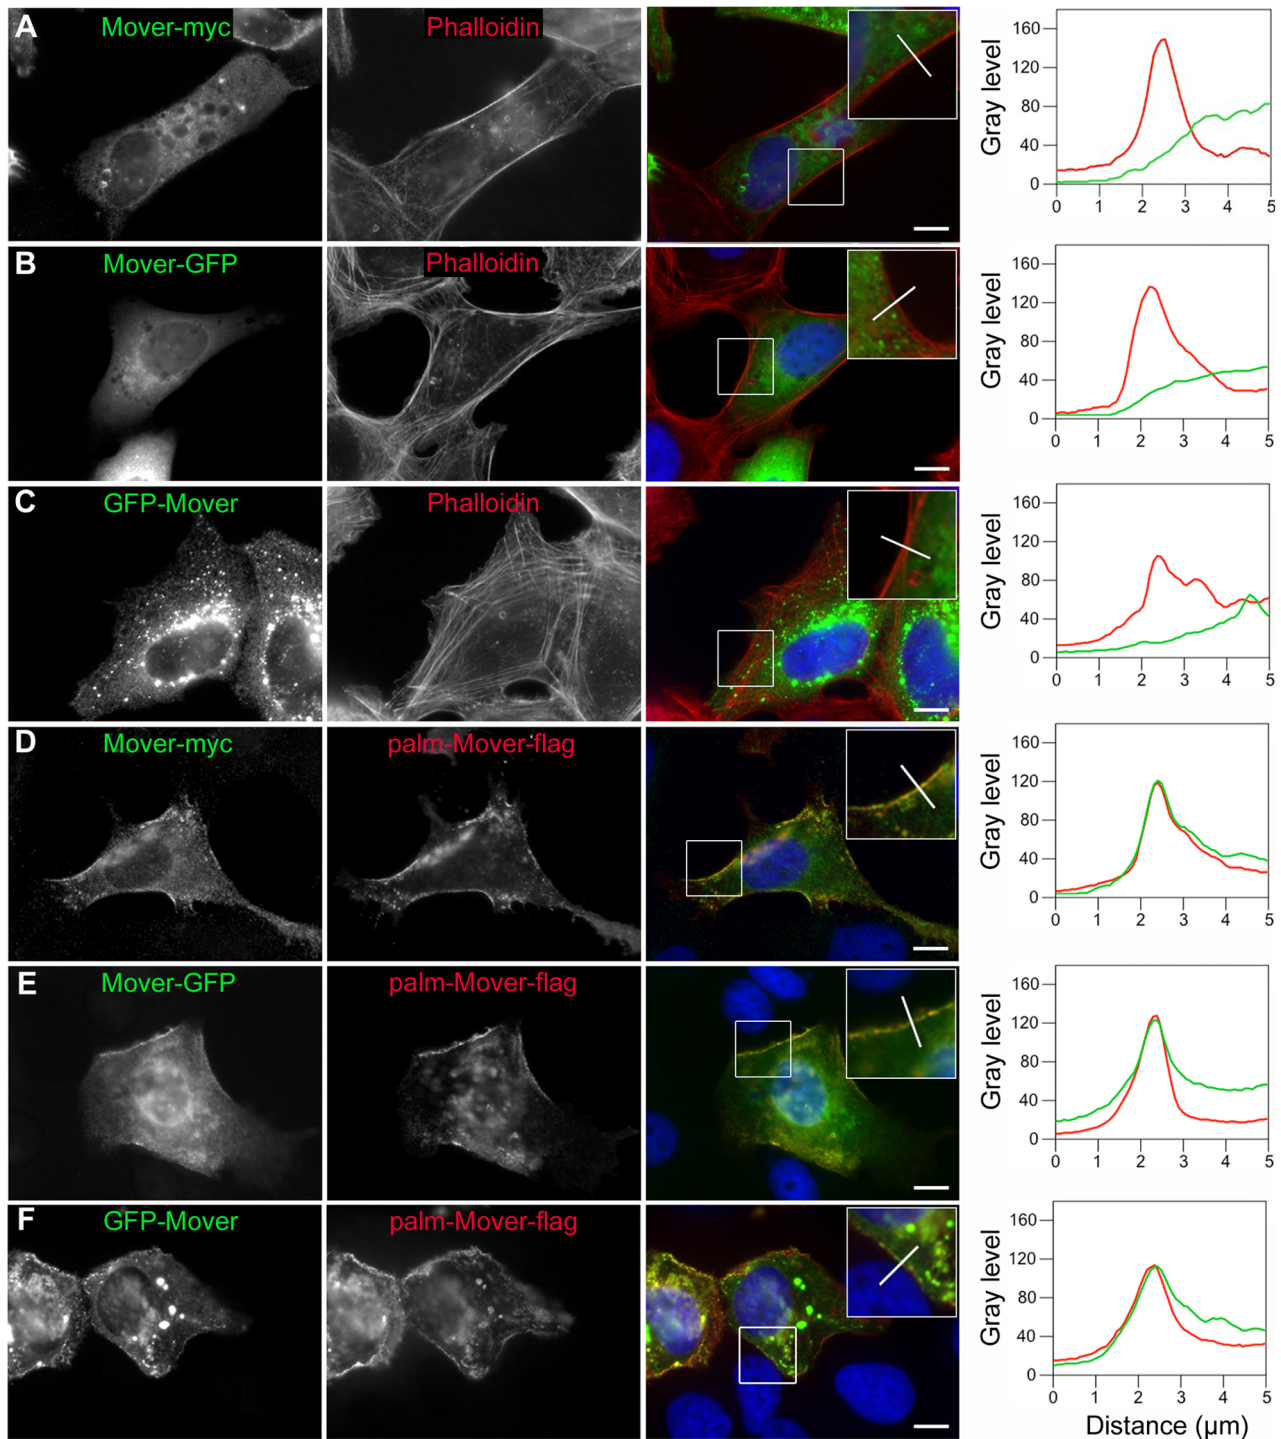 A Mover-myc Phalloidin
Gray level
160
120
80
40
0
0 1 2 3 4 5
B Mover-GFP Phalloidin
Gray level
160
120
80
40
0
0 1 2 3 4 5
C GFP-Mover Phalloidin
Gray level
160
120
80
40
0
0 1 2 3 4 5
D Mover-myc palm-Mover-flag
Gray level
160
120
80
40
0
0 1 2 3 4 5
E Mover-GFP palm-Mover-flag
Gray level
160
120
80
40
0
0 1 2 3 4 5
F GFP-Mover palm-Mover-flag
Gray level
160
120
80
40
0
0 1 2 3 4 5
Distance (µm)